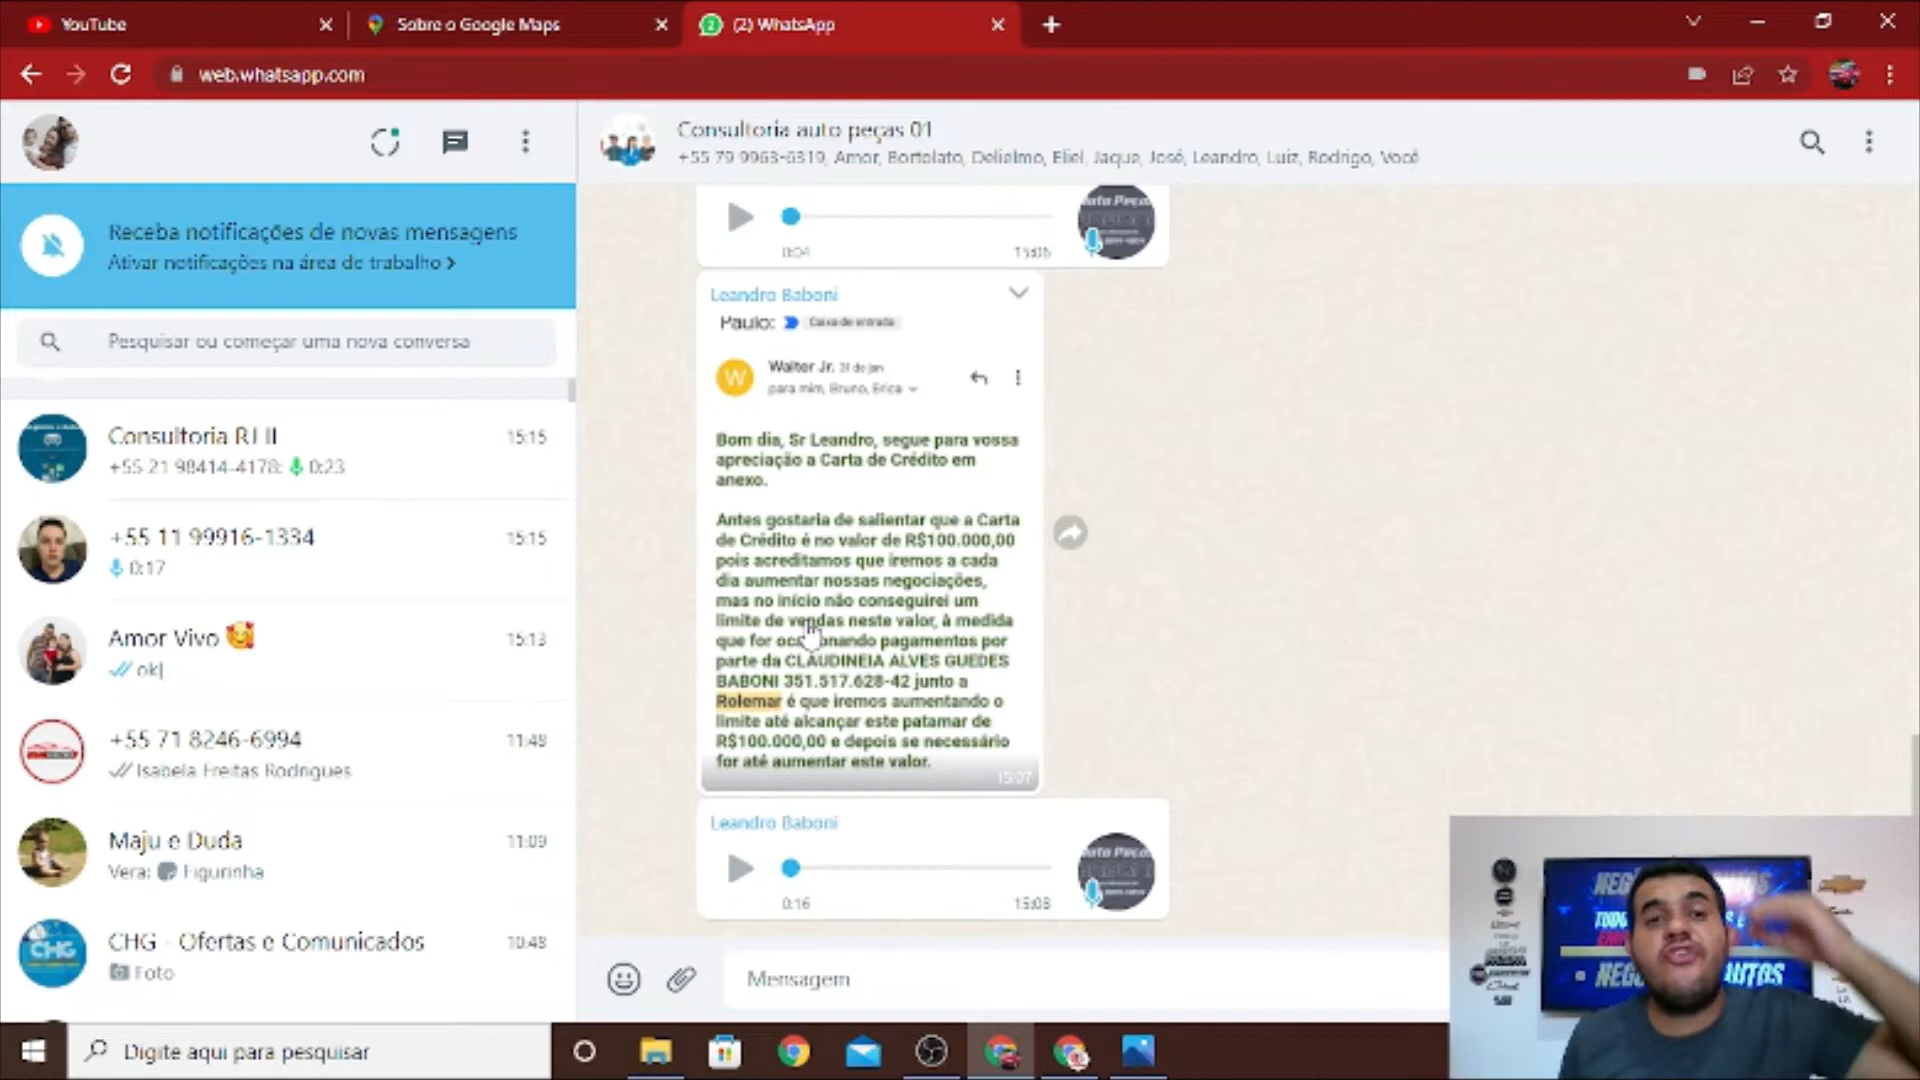 YouTube
Sobre o Google Maps
(2) WhatsApp
web.whatsapp.com
Receba notificações de novas mensagens
Ativar notificações na área de trabalho >
Pesquisar ou começar uma nova conversa
Consultoria RJ II
15:15
+55 21 98414-4178: 0:23
+55 11 99916-1334
15:15
0:17
Amor Vivo 🥰
15:13
ok|
+55 71 8246-6994
11:48
Isabela Freitas Rodrigues
Maju e Duda
11:09
Vera: Figurinha
CHG - Ofertas e Comunicados
10:48
Foto
Consultoria auto peças 01
+55 79 9963-6319, Amor, Bortolato, Delielmo, Eliel, Jaque, José, Leandro, Luiz, Rodrigo, Você
0:04
15:06
Leandro Baboni
Paulo:
Caixa de entrada
W
Walter Jr. 31 de jan
para mim, Bruno, Erica
Bom dia, Sr Leandro, segue para vossa
apreciação a Carta de Crédito em
anexo.
Antes gostaria de salientar que a Carta
de Crédito é no valor de R$100.000,00
pois acreditamos que iremos a cada
dia aumentar nossas negociações,
mas no início não conseguirei um
limite de vendas neste valor, à medida
que for ocasionando pagamentos por
parte da CLAUDINEIA ALVES GUEDES
BABONI 351.517.628-42 junto a
Rolemar é que iremos aumentando o
limite até alcançar este patamar de
R$100.000,00 e depois se necessário
for até aumentar este valor.
15:07
Leandro Baboni
0:16
15:08
Mensagem
Digite aqui para pesquisar